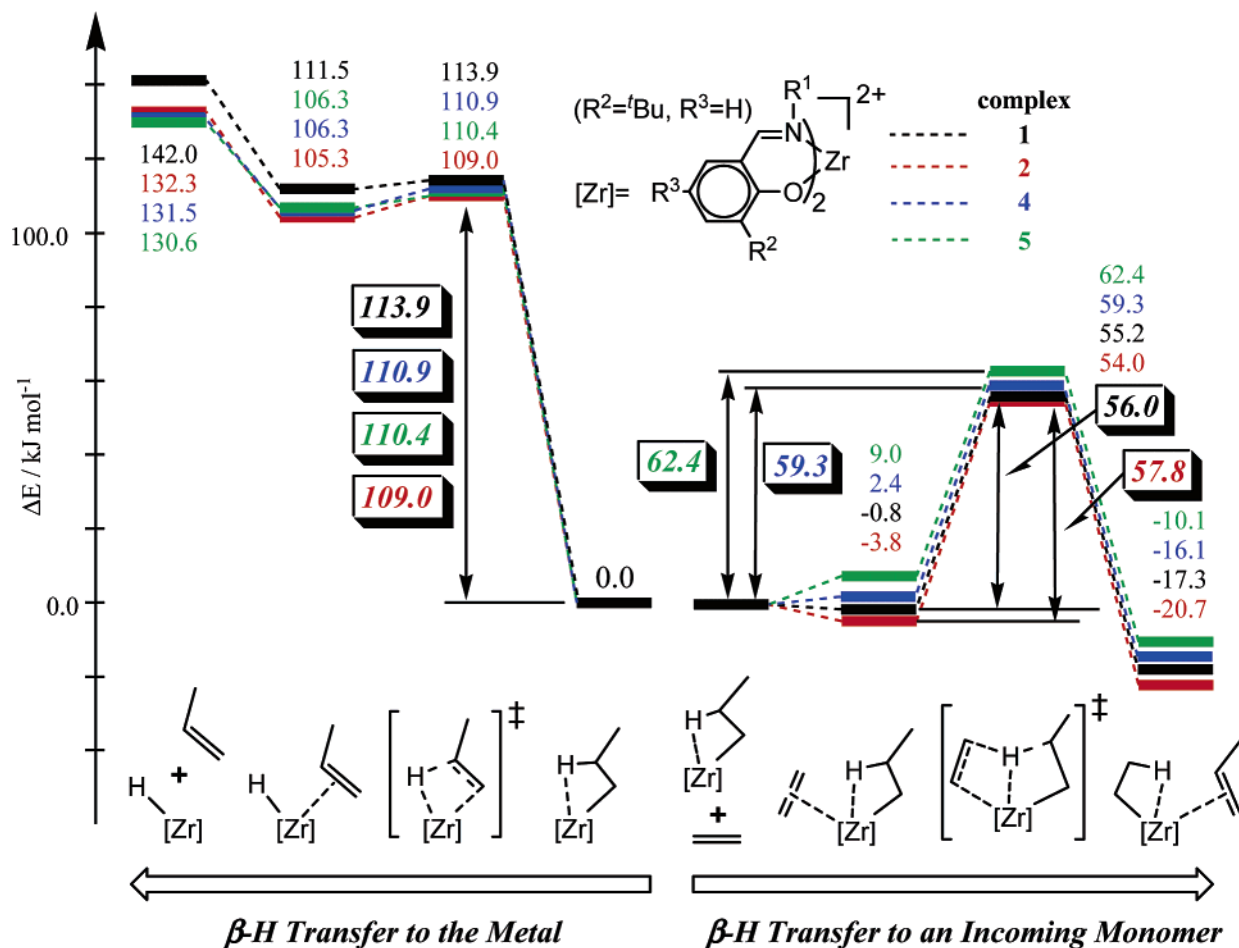 111.5
106.3
106.3
105.3
113.9
110.9
110.4
109.0
142.0
132.3
131.5
130.6
(R²=ᵗBu, R³=H)
R¹
2+
N
Zr
[Zr]=
R³
O
2
R²
complex
1
2
4
5
100.0
0.0
ΔE / kJ mol⁻¹
113.9
110.9
110.4
109.0
0.0
62.4
59.3
55.2
54.0
56.0
57.8
62.4
59.3
9.0
2.4
-0.8
-3.8
-10.1
-16.1
-17.3
-20.7
H
+
[Zr]
H
[Zr]
H
[Zr]
‡
H
[Zr]
H
[Zr]
+
H
[Zr]
H
[Zr]
‡
H
[Zr]
β-H Transfer to the Metal
β-H Transfer to an Incoming Monomer